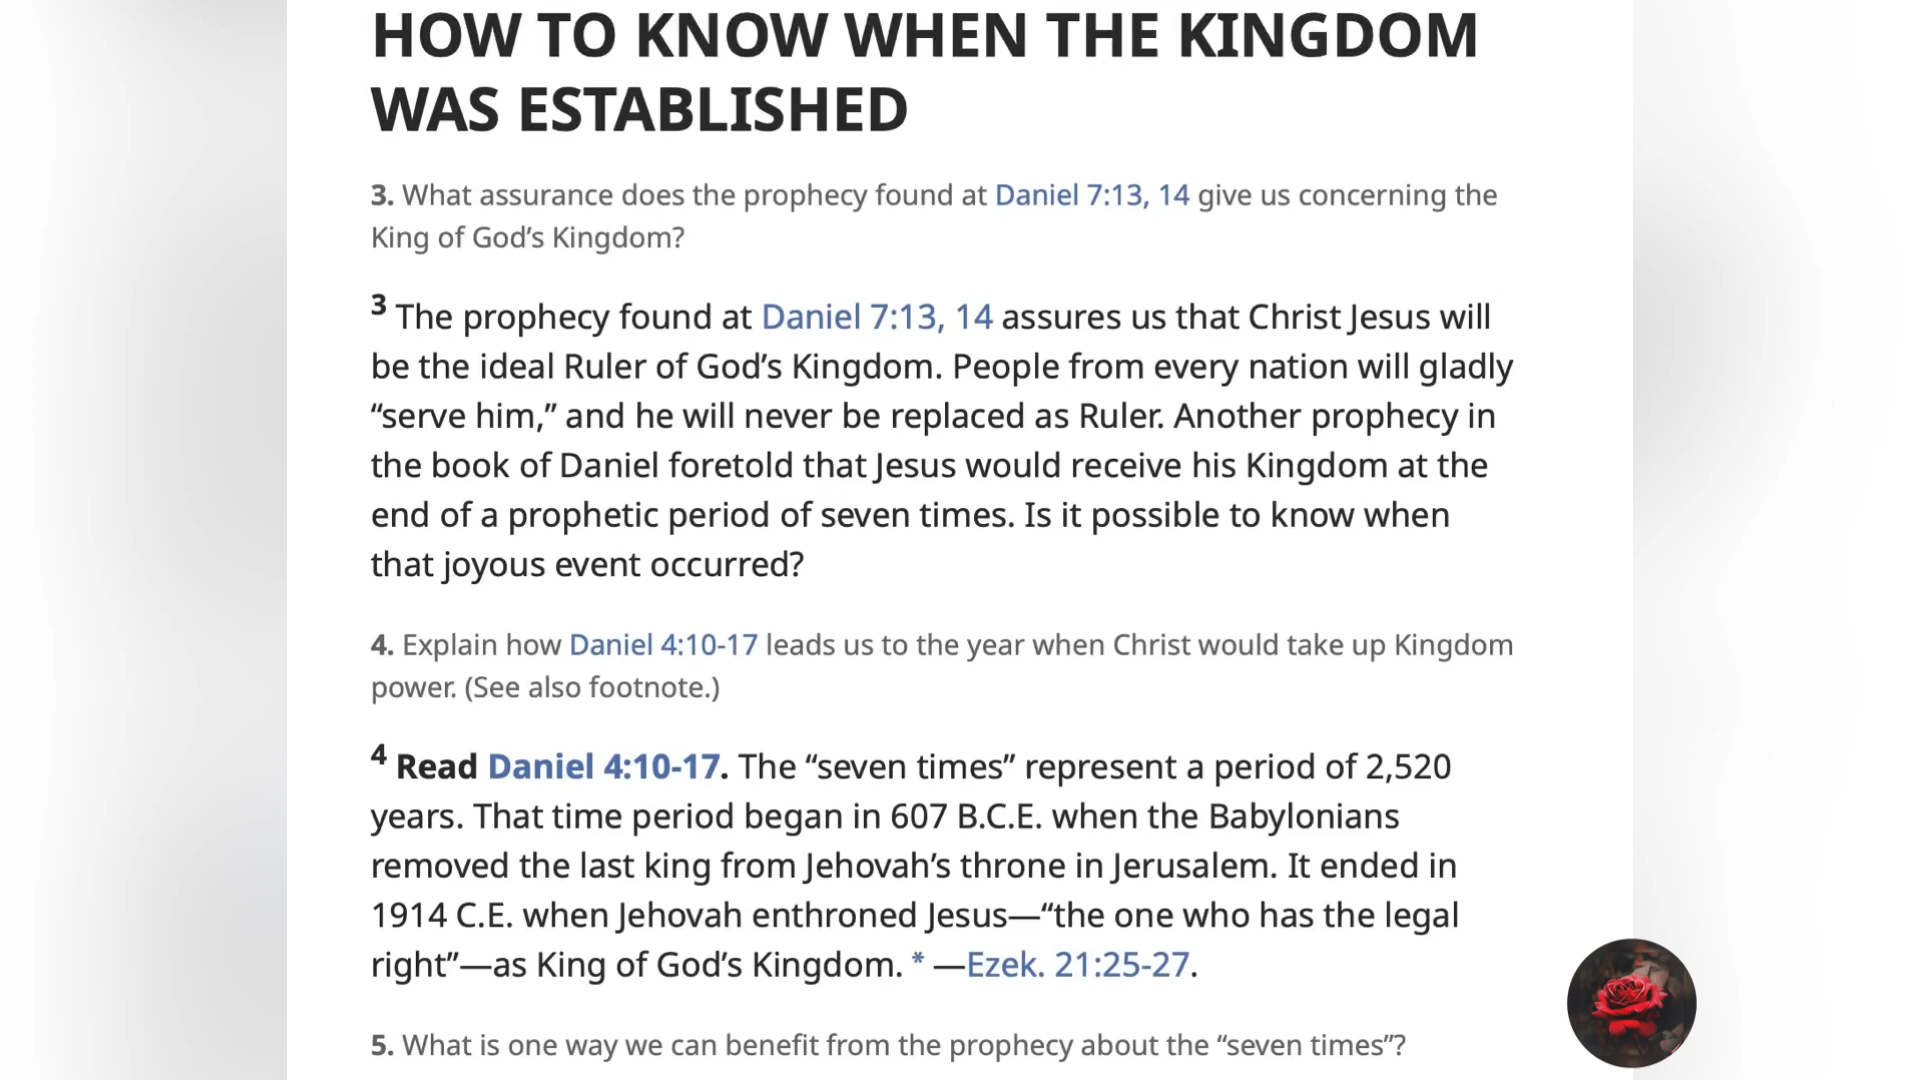 HOW TO KNOW WHEN THE KINGDOM
WAS ESTABLISHED
3. What assurance does the prophecy found at Daniel 7:13, 14 give us concerning the
King of God’s Kingdom?
3 The prophecy found at Daniel 7:13, 14 assures us that Christ Jesus will
be the ideal Ruler of God’s Kingdom. People from every nation will gladly
“serve him,” and he will never be replaced as Ruler. Another prophecy in
the book of Daniel foretold that Jesus would receive his Kingdom at the
end of a prophetic period of seven times. Is it possible to know when
that joyous event occurred?
4. Explain how Daniel 4:10-17 leads us to the year when Christ would take up Kingdom
power. (See also footnote.)
4 Read Daniel 4:10-17. The “seven times” represent a period of 2,520
years. That time period began in 607 B.C.E. when the Babylonians
removed the last king from Jehovah’s throne in Jerusalem. It ended in
1914 C.E. when Jehovah enthroned Jesus—“the one who has the legal
right”—as King of God’s Kingdom. * —Ezek. 21:25-27.
5. What is one way we can benefit from the prophecy about the “seven times”?